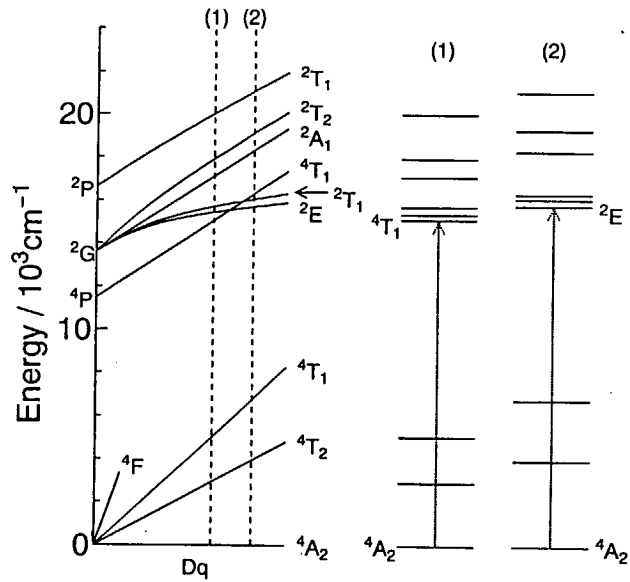 (1) (2)
20
10
0
Energy / 10³cm⁻¹
²P
²G
⁴P
⁴F
²T₁
²T₂
²A₁
⁴T₁
²T₁
²E
⁴T₁
⁴T₂
⁴A₂
Dq
(1) (2)
⁴T₁
²E
⁴A₂
⁴A₂